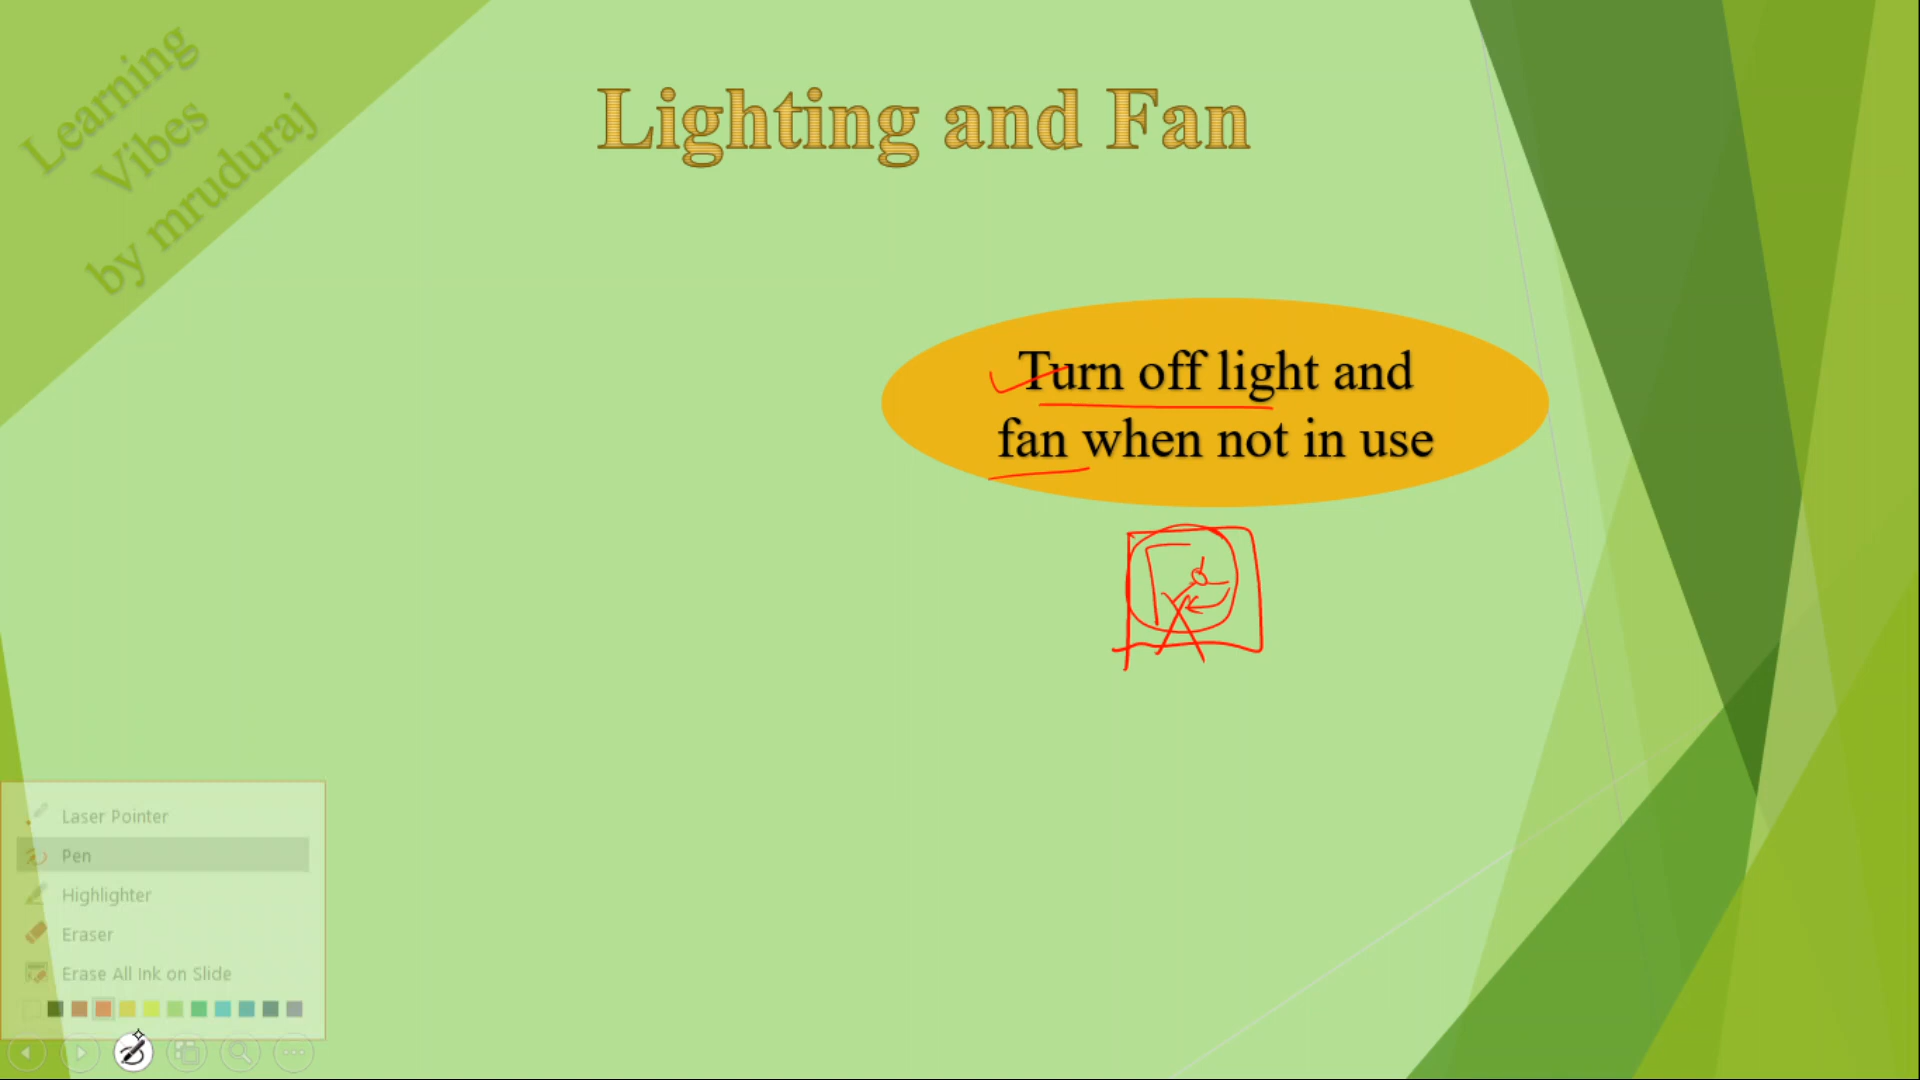 Learning
Vibes
by mruduraj
Lighting and Fan
Turn off light and
fan when not in use
Laser Pointer
Pen
Highlighter
Eraser
Erase All Ink on Slide